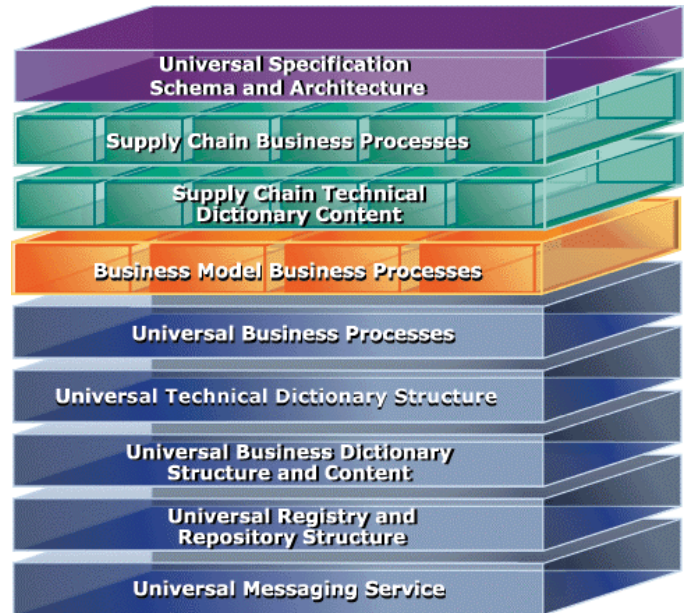 Universal Specification
Schema and Architecture
Supply Chain Business Processes
Supply Chain Technical
Dictionary Content
Business Model Business Processes
Universal Business Processes
Universal Technical Dictionary Structure
Universal Business Dictionary
Structure and Content
Universal Registry and
Repository Structure
Universal Messaging Service